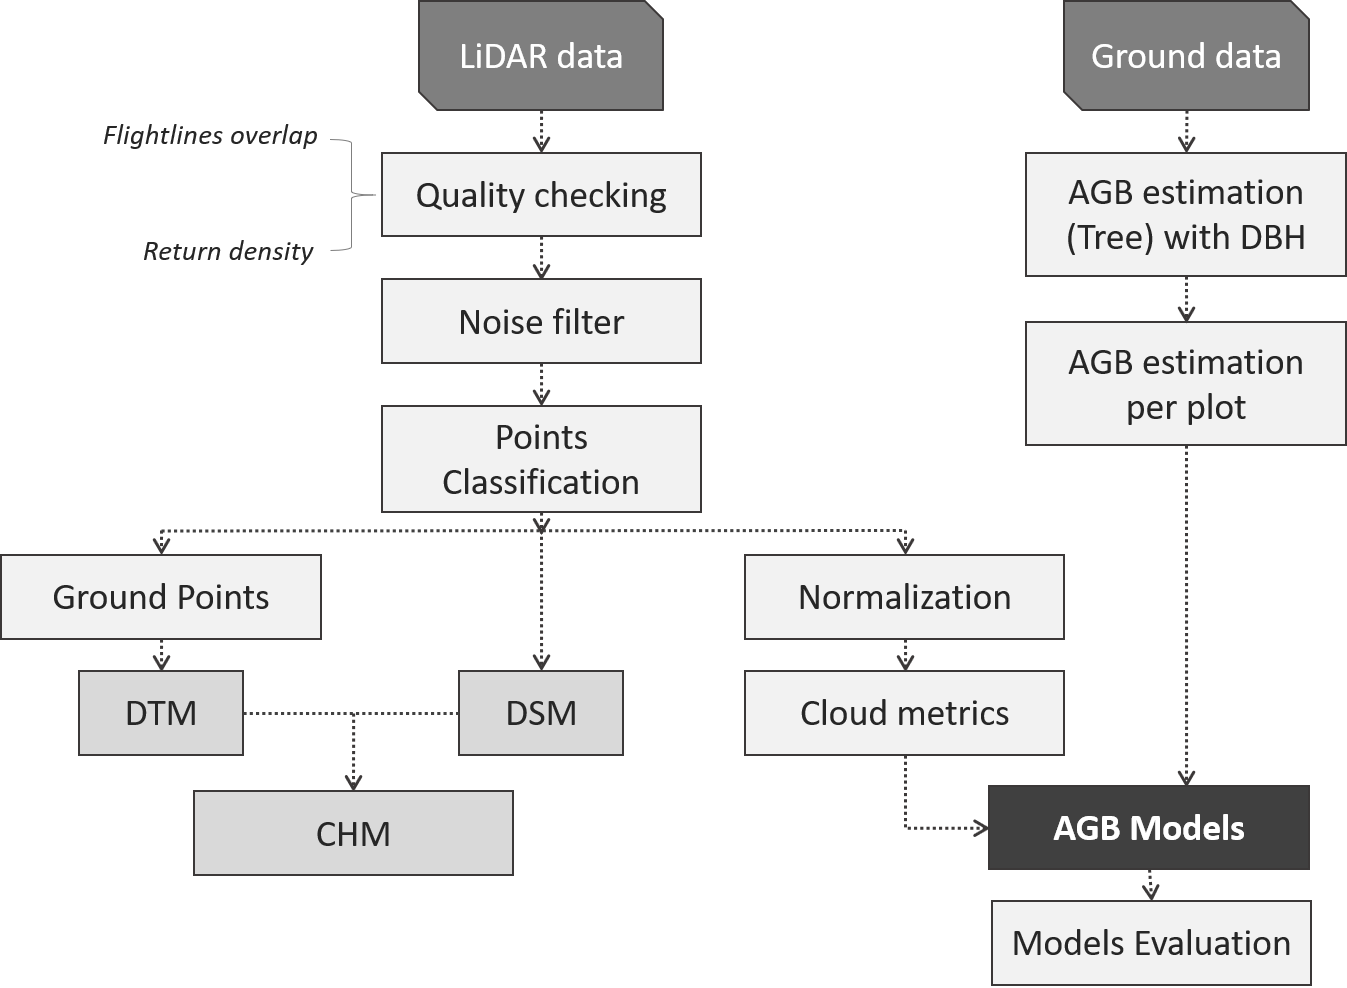 LiDAR data
Ground data
Flightlines overlap
Return density
Quality checking
AGB estimation
(Tree) with DBH
Noise filter
AGB estimation
per plot
Points
Classification
Ground Points
Normalization
DTM
DSM
Cloud metrics
CHM
AGB Models
Models Evaluation